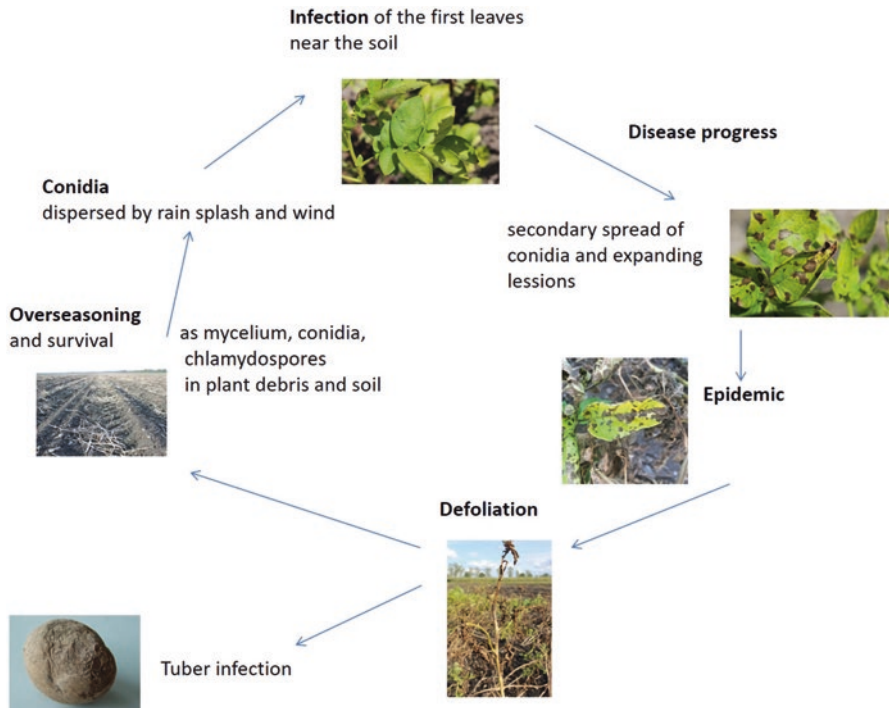 Infection of the first leaves
near the soil
Disease progress
Conidia
dispersed by rain splash and wind
secondary spread of
conidia and expanding
lessions
Overseasoning
and survival
as mycelium, conidia,
chlamydospores
in plant debris and soil
Epidemic
Defoliation
Tuber infection